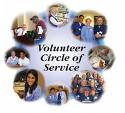 Volunteer
Circle of
Service